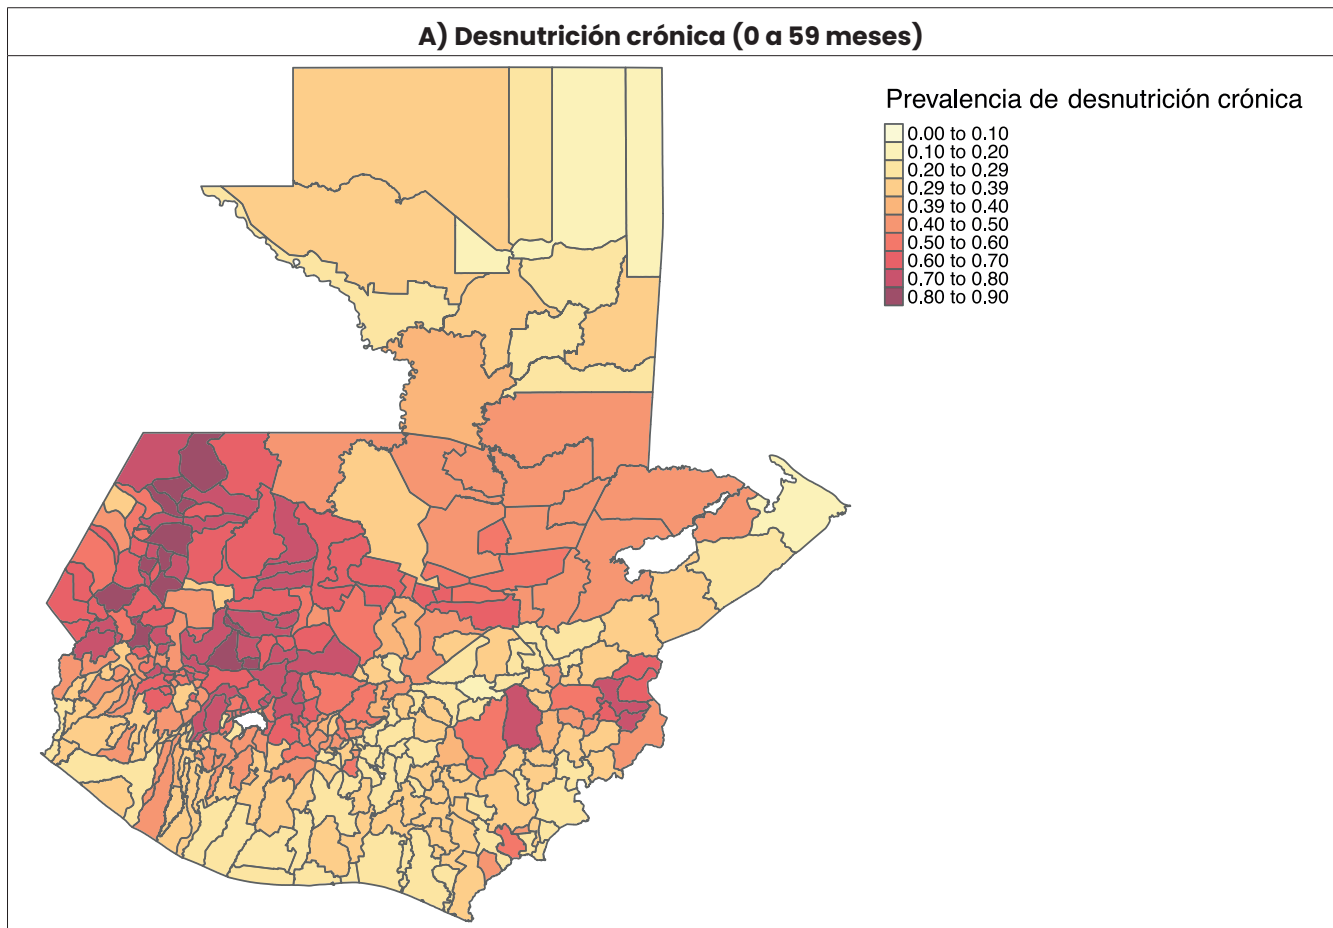 A) Desnutrición crónica (0 a 59 meses)
Prevalencia de desnutrición crónica
0.00 to 0.10
0.10 to 0.20
0.20 to 0.29
0.29 to 0.39
0.39 to 0.40
0.40 to 0.50
0.50 to 0.60
0.60 to 0.70
0.70 to 0.80
0.80 to 0.90